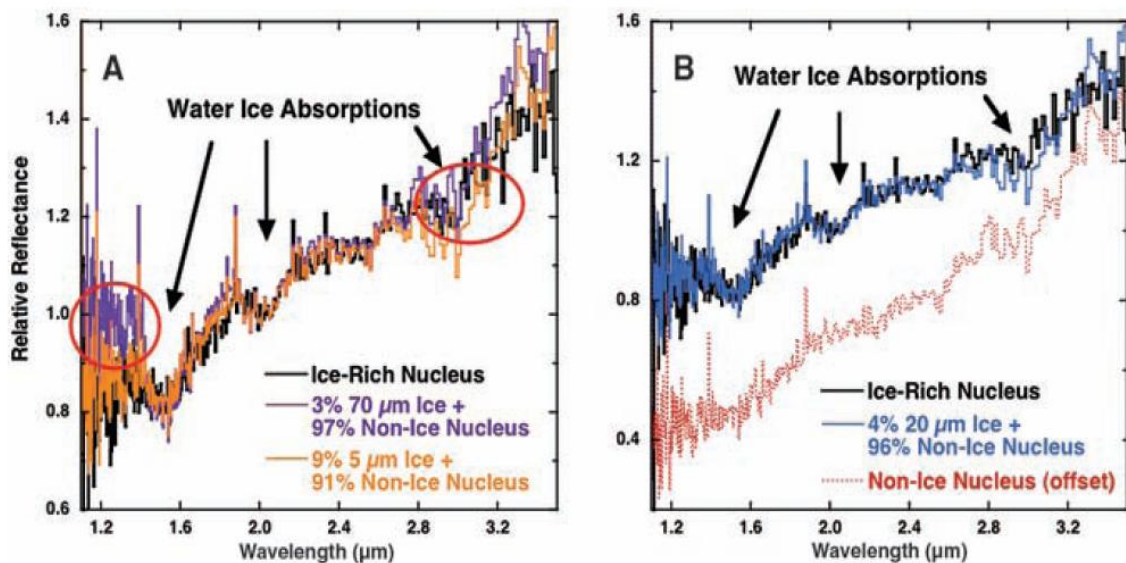 A
Water Ice Absorptions
Relative Reflectance
1.6
1.4
1.2
1.0
0.8
0.6
Ice-Rich Nucleus
3% 70 µm Ice +
97% Non-Ice Nucleus
9% 5 µm Ice +
91% Non-Ice Nucleus
1.2 1.6 2.0 2.4 2.8 3.2
Wavelength (µm)
B
Water Ice Absorptions
1.6
1.2
0.8
0.4
Ice-Rich Nucleus
4% 20 µm Ice +
96% Non-Ice Nucleus
Non-Ice Nucleus (offset)
1.2 1.6 2.0 2.4 2.8 3.2
Wavelength (µm)